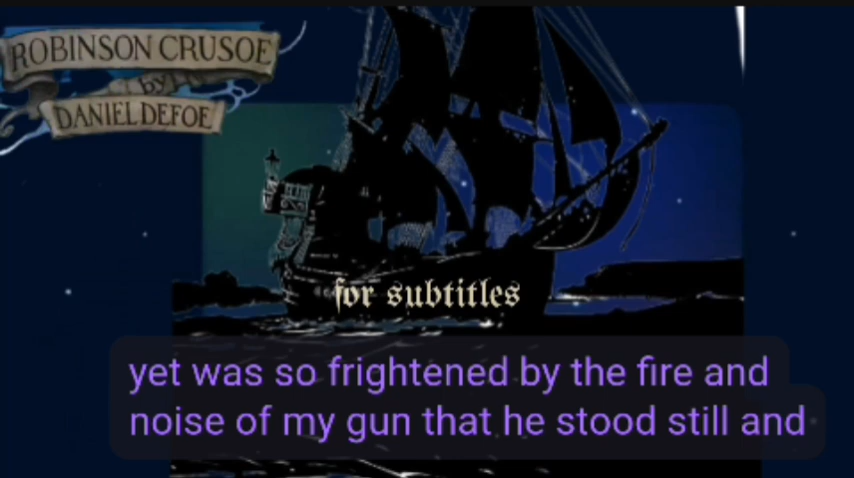 ROBINSON CRUSOE
by
DANIEL DEFOE
for subtitles
yet was so frightened by the fire and
noise of my gun that he stood still and